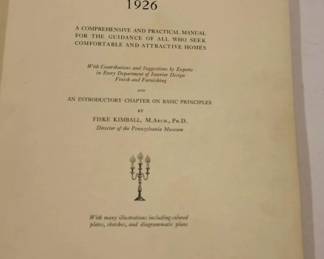 1926
A COMPREHENSIVE AND PRACTICAL MANUAL
FOR THE GUIDANCE OF ALL WHO SEEK
COMFORTABLE AND ATTRACTIVE HOMES
With Contributions and Suggestions by Experts
in Every Department of Interior Design
Finish and Furnishing
AND
AN INTRODUCTORY CHAPTER ON BASIC PRINCIPLES
BY
FISKE KIMBALL, M.ARCH., PH.D.
Director of the Pennsylvania Museum
With many illustrations including colored
plates, sketches, and diagrammatic plans